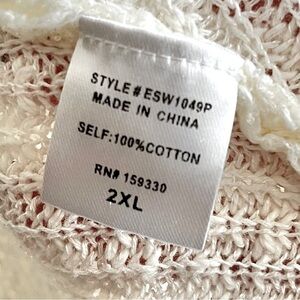 STYLE#ESW1049P
MADE IN CHINA
SELF:100%COTTON
RN# 159330
2XL